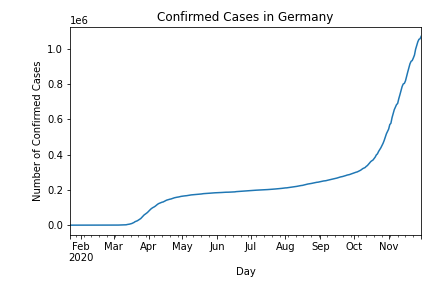 Confirmed Cases in Germany
1e6
Number of Confirmed Cases
1.0
0.8
0.6
0.4
0.2
0.0
Feb Mar Apr May Jun Jul Aug Sep Oct Nov
2020
Day